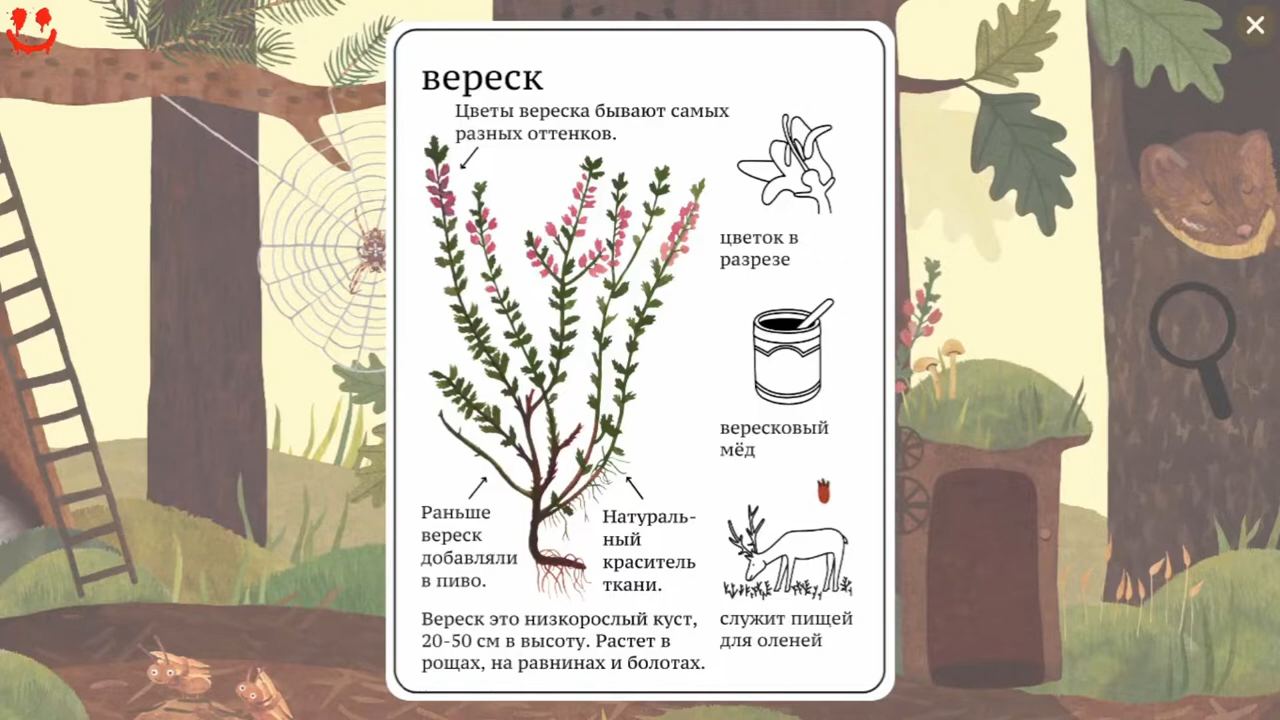 вереск
Цветы вереска бывают самых
разных оттенков.
цветок в
разрезе
вересковый
мёд
Раньше
вереск
добавляли
в пиво.
Натураль-
ный
краситель
ткани.
служит пищей
для оленей
Вереск это низкорослый куст,
20-50 см в высоту. Растет в
рощах, на равнинах и болотах.